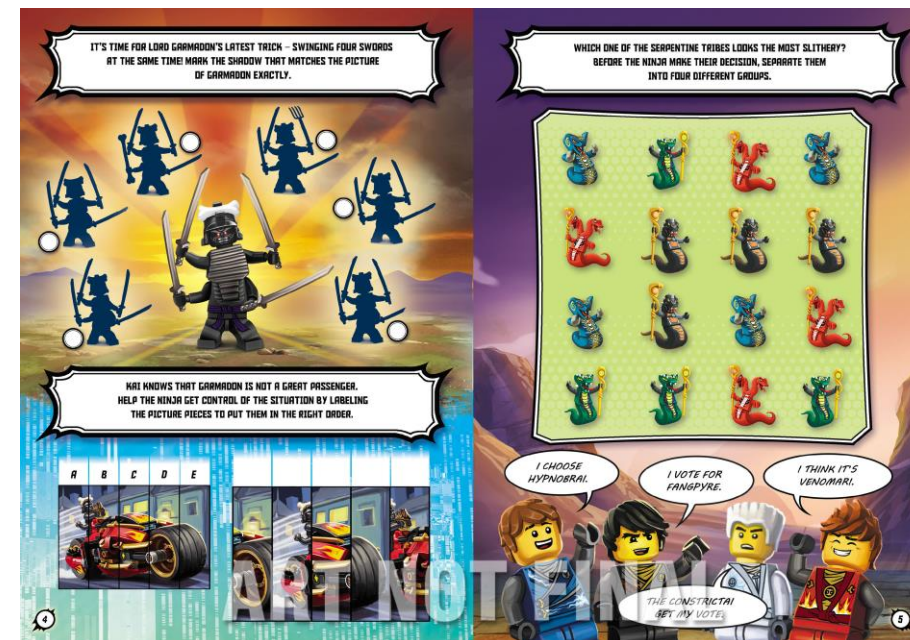 IT'S TIME FOR LORD GARMADON'S LATEST TRICK – SWINGING FOUR SWORDS
AT THE SAME TIME! MARK THE SHADOW THAT MATCHES THE PICTURE
OF GARMADON EXACTLY.
KAI KNOWS THAT GARMADON IS NOT A GREAT PASSENGER.
HELP THE NINJA GET CONTROL OF THE SITUATION BY LABELING
THE PICTURE PIECES TO PUT THEM IN THE RIGHT ORDER.
A B C D E
4
WHICH ONE OF THE SERPENTINE TRIBES LOOKS THE MOST SLITHERY?
BEFORE THE NINJA MAKE THEIR DECISION, SEPARATE THEM
INTO FOUR DIFFERENT GROUPS.
I CHOOSE
HYPNOBRAI.
I VOTE FOR
FANGPYRE.
I THINK IT'S
VENOMARI.
THE CONSTRICTAI
GET MY VOTE.
5
ART NOT FINAL